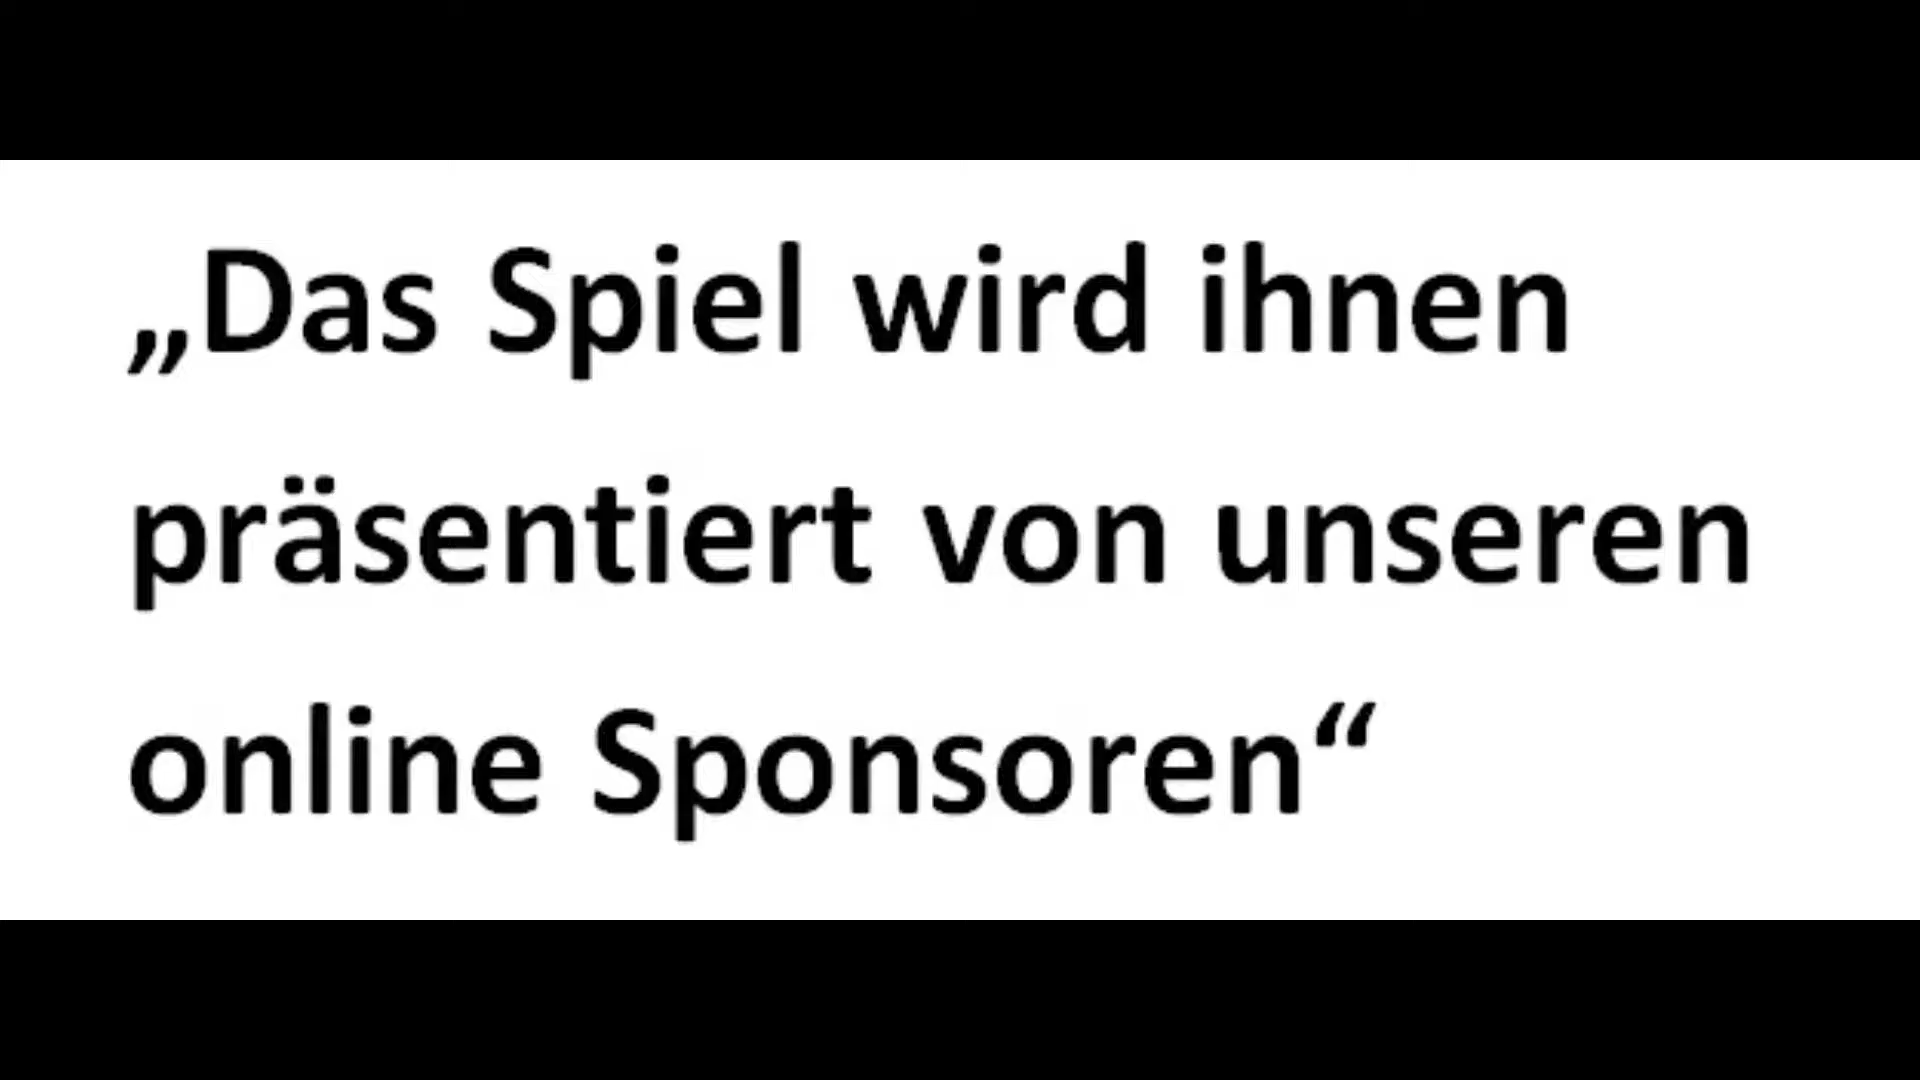 „Das Spiel wird ihnen
präsentiert von unseren
online Sponsoren“